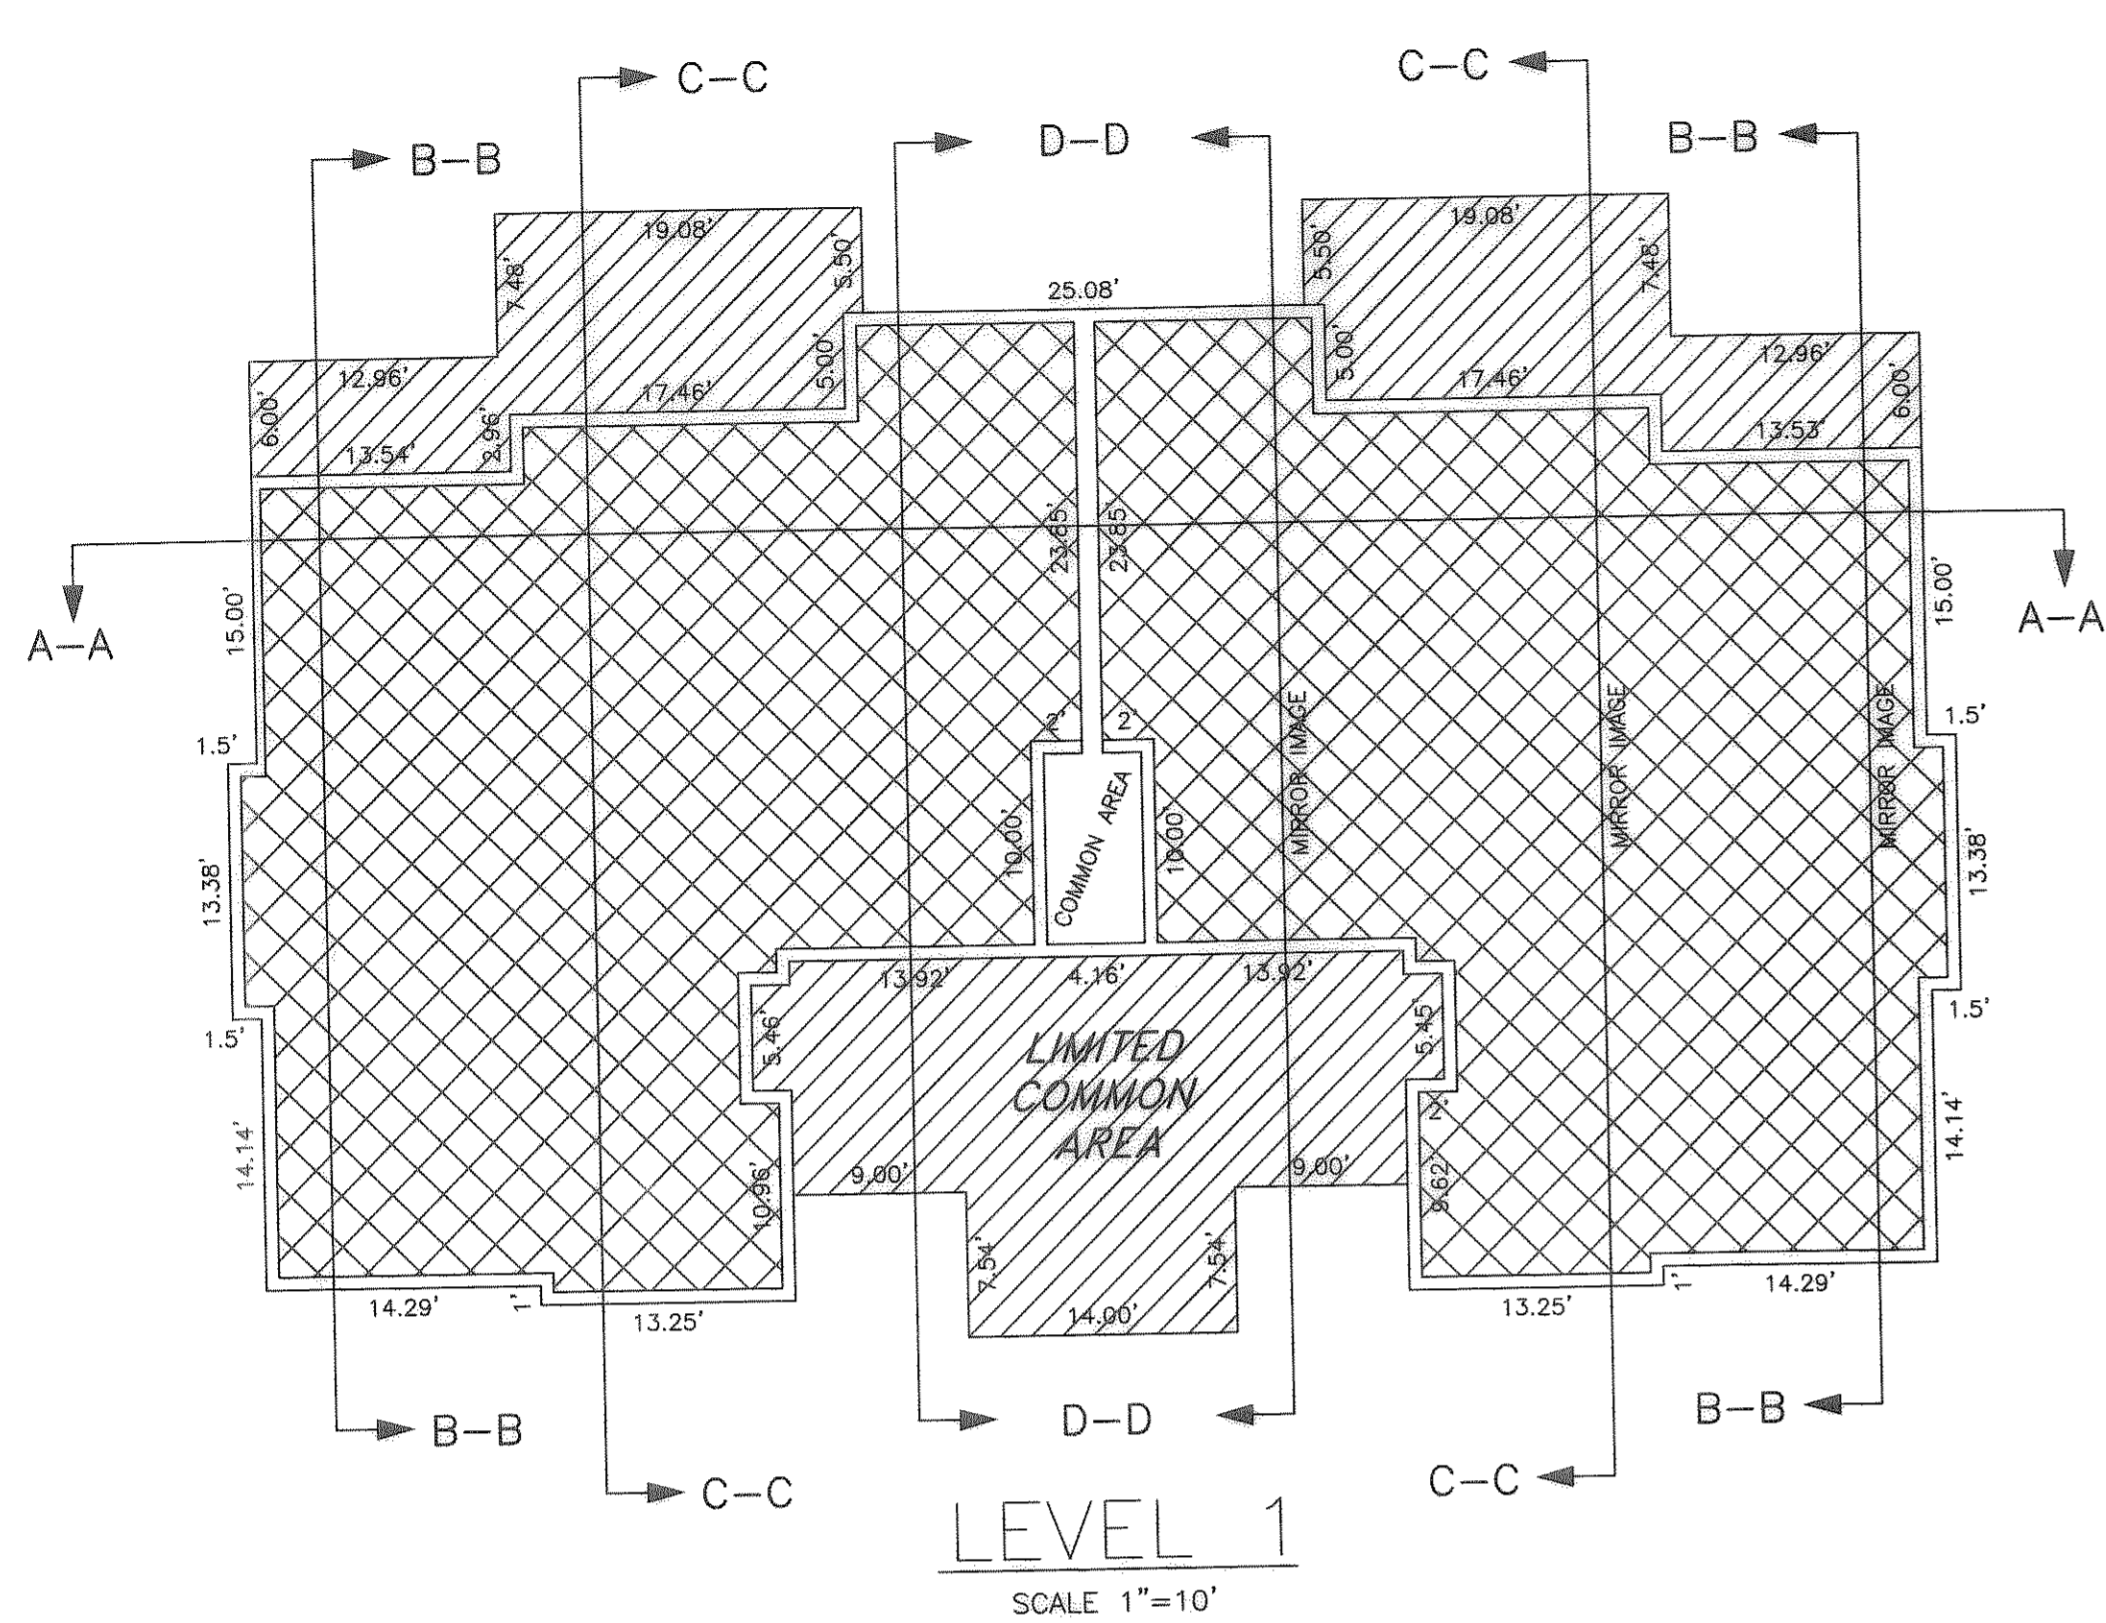 C-C
C-C
B-B
D-D
B-B
19.08'
19.08'
7.48'
5.50'
5.50'
7.48'
25.08'
12.96'
12.96'
6.00'
17.46'
5.00'
5.00'
17.46'
6.00'
13.54'
2.96'
13.53'
23.85'
23.85'
A-A
15.00'
15.00'
A-A
1.5'
2'
2'
1.5'
MIRROR IMAGE
MIRROR IMAGE
MIRROR IMAGE
13.38'
10.00'
COMMON AREA
10.00'
13.38'
13.92'
4.16'
13.92'
1.5'
5.46'
LIMITED
COMMON
AREA
5.45'
1.5'
2'
14.14'
10.96'
9.00'
9.00'
9.62'
14.14'
7.54'
7.54'
14.29'
1'
13.25'
14.00'
13.25'
1'
14.29'
B-B
D-D
B-B
C-C
C-C
LEVEL 1
SCALE 1"=10'